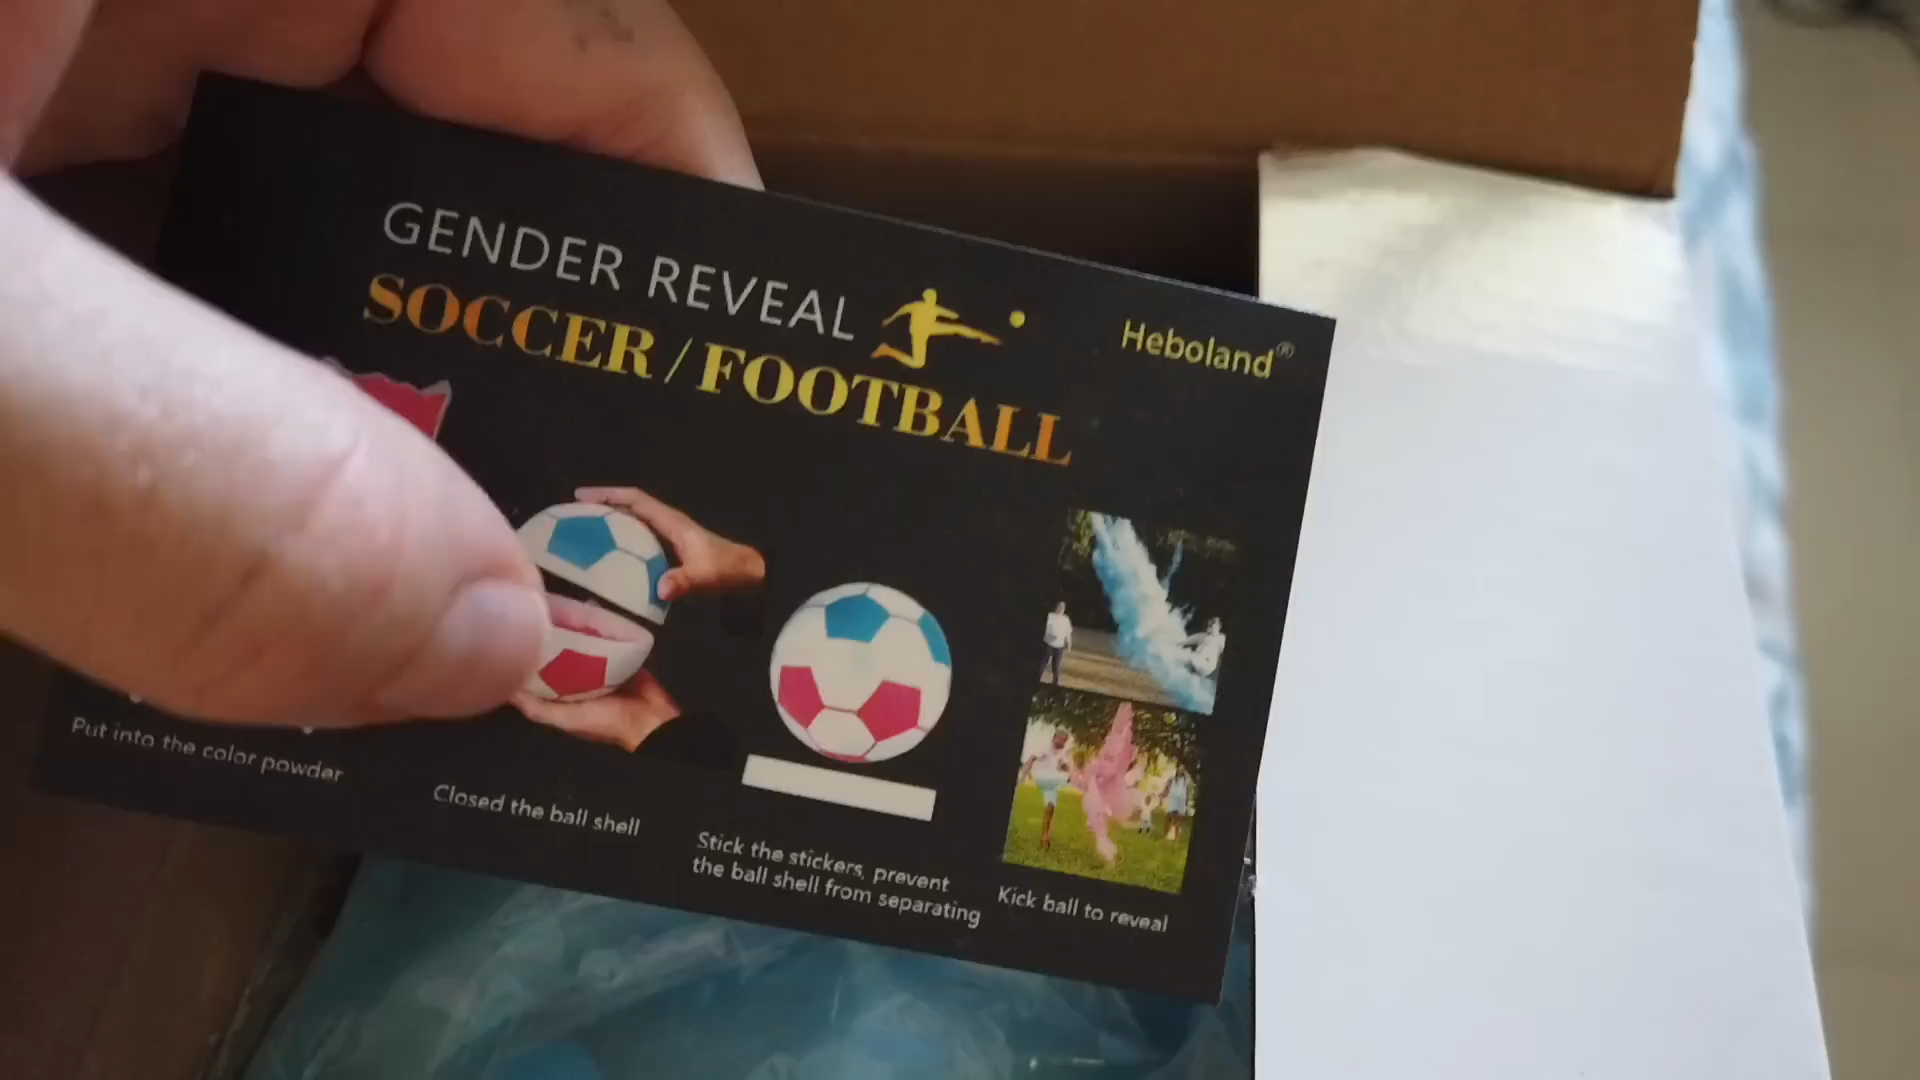 GENDER REVEAL
SOCCER/FOOTBALL
Heboland®
Put into the color powder
Closed the ball shell
Stick the stickers, prevent
the ball shell from separating
Kick ball to reveal